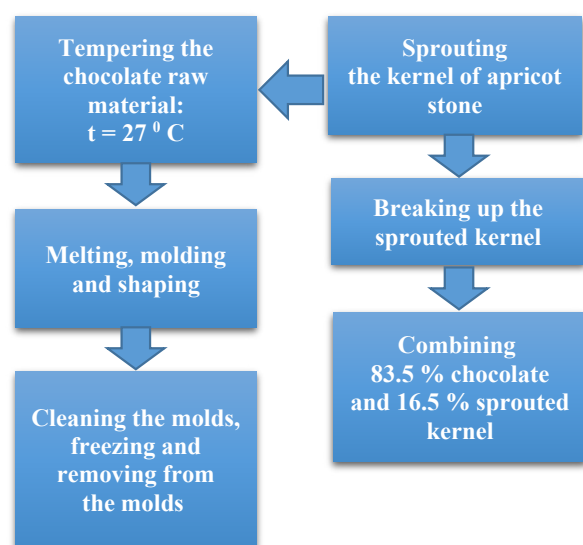 Tempering the
chocolate raw
material:
t = 27 ⁰ C
Sprouting
the kernel of apricot
stone
Melting, molding
and shaping
Breaking up the
sprouted kernel
Cleaning the molds,
freezing and
removing from
the molds
Combining
83.5 % chocolate
and 16.5 % sprouted
kernel